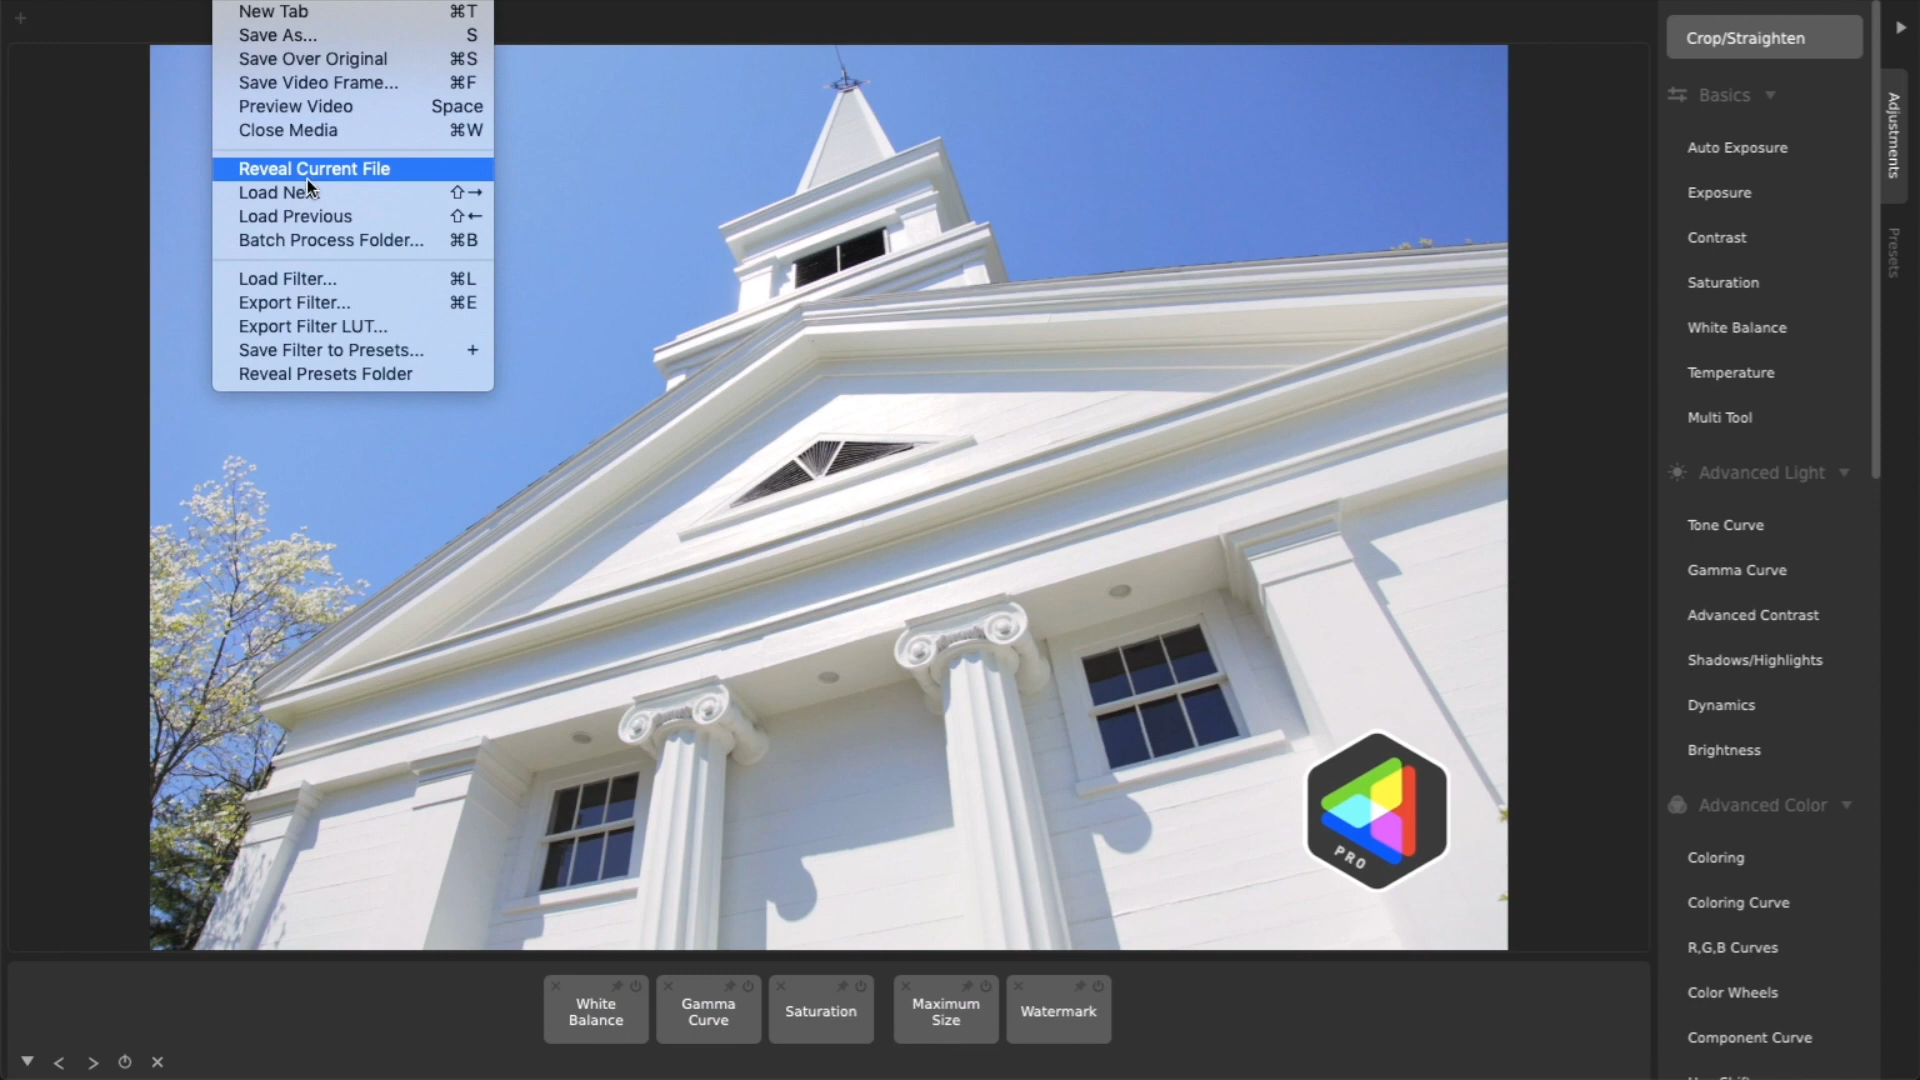 New Tab ⌘T
Save As... S
Save Over Original ⌘S
Save Video Frame... ⌘F
Preview Video Space
Close Media ⌘W
Reveal Current File
Load Ne
Load Previous ⇧←
Batch Process Folder... ⌘B
Load Filter... ⌘L
Export Filter... ⌘E
Export Filter LUT...
Save Filter to Presets... +
Reveal Presets Folder
PRO
White
Balance
Gamma
Curve
Saturation
Maximum
Size
Watermark
Crop/Straighten
Basics
Auto Exposure
Exposure
Contrast
Saturation
White Balance
Temperature
Multi Tool
Advanced Light
Tone Curve
Gamma Curve
Advanced Contrast
Shadows/Highlights
Dynamics
Brightness
Advanced Color
Coloring
Coloring Curve
R,G,B Curves
Color Wheels
Component Curve
Adjustments
Presets